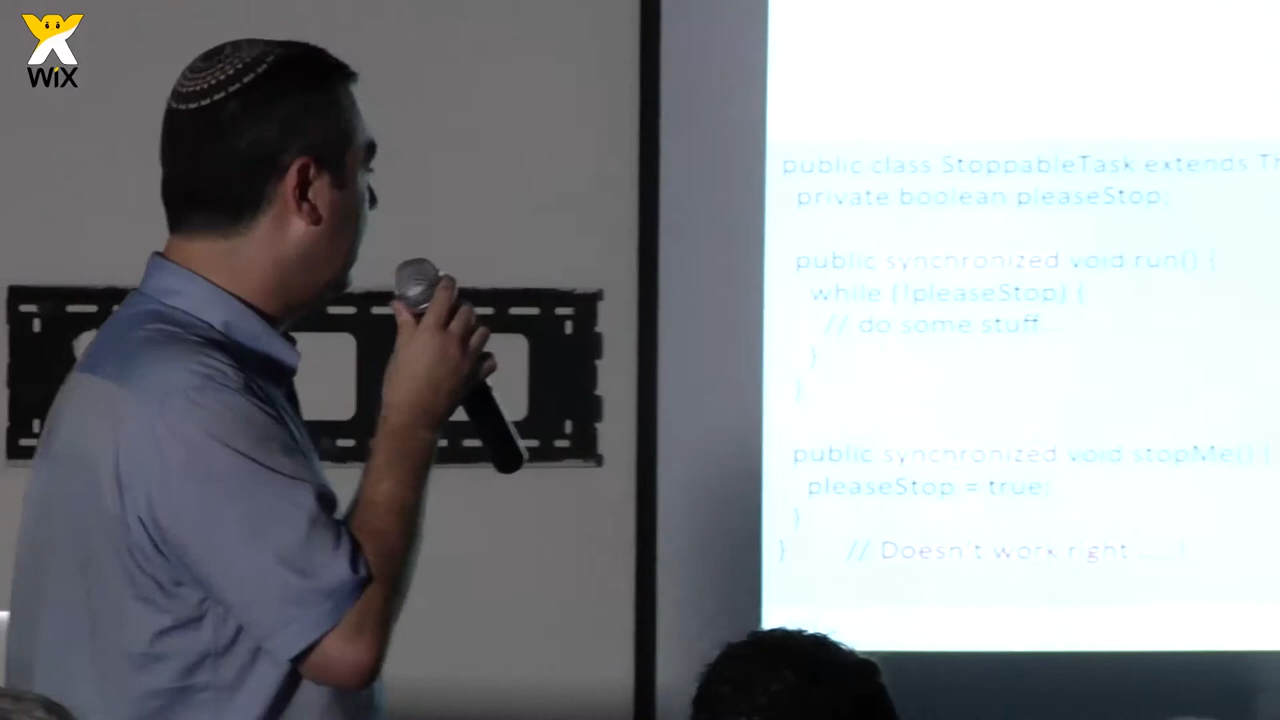 WiX
public class StoppableTask extends Th
private boolean pleaseStop;
public synchronized void run() {
while (!pleaseStop) {
// do some stuff...
}
}
public synchronized void stopMe() {
pleaseStop = true;
}
} // Doesn't work right